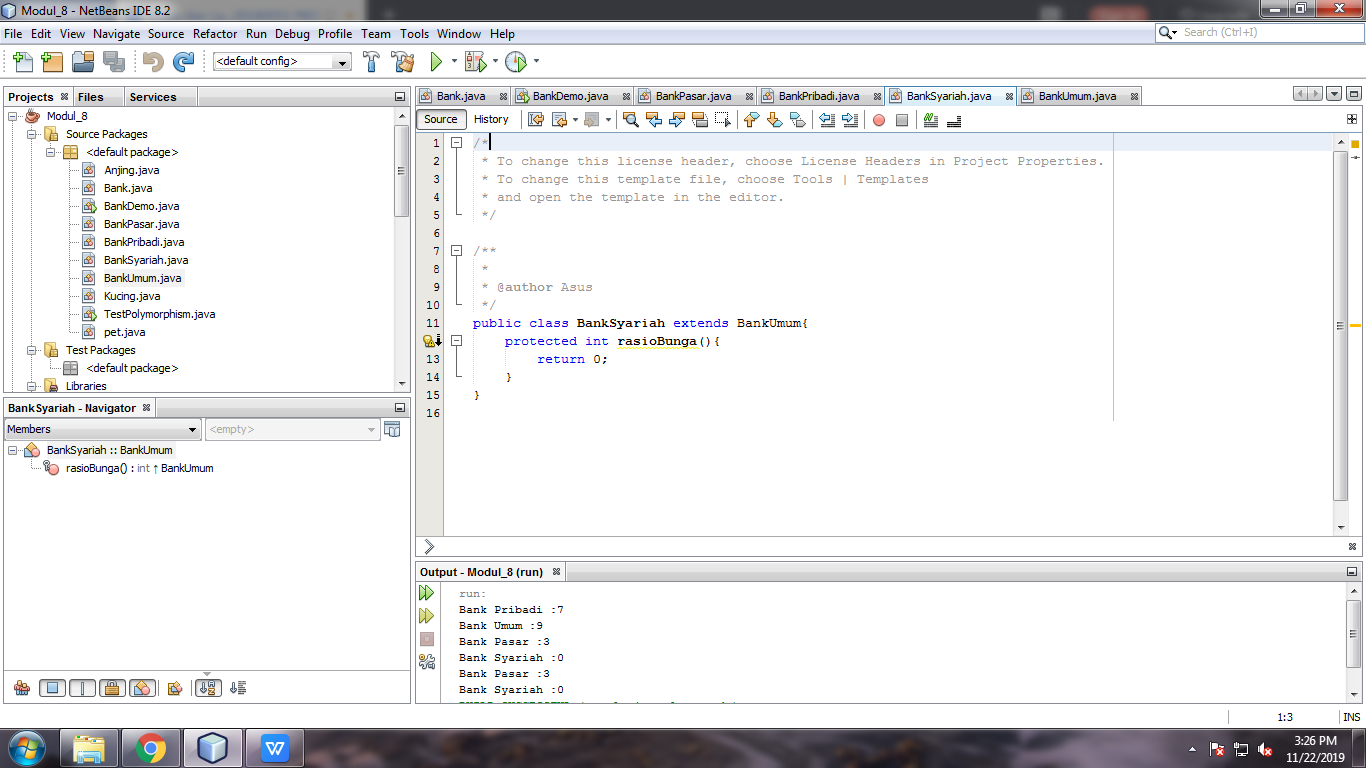 Modul_8 - NetBeans IDE 8.2
File Edit View Navigate Source Refactor Run Debug Profile Team Tools Window Help
Search (Ctrl+I)
<default config>
Projects Files Services
Modul_8
Source Packages
<default package>
Anjing.java
Bank.java
BankDemo.java
BankPasar.java
BankPribadi.java
BankSyariah.java
BankUmum.java
Kucing.java
TestPolymorphism.java
pet.java
Test Packages
<default package>
Libraries
BankSyariah - Navigator
Members <empty>
BankSyariah :: BankUmum
rasioBunga() : int ↑ BankUmum
Bank.java BankDemo.java BankPasar.java BankPribadi.java BankSyariah.java BankUmum.java
Source History
1 /*
2 * To change this license header, choose License Headers in Project Properties.
3 * To change this template file, choose Tools | Templates
4 * and open the template in the editor.
5 */
6
7 /**
8 *
9 * @author Asus
10 */
11 public class BankSyariah extends BankUmum{
protected int rasioBunga(){
13 return 0;
14 }
15 }
16
Output - Modul_8 (run)
run:
Bank Pribadi :7
Bank Umum :9
Bank Pasar :3
Bank Syariah :0
Bank Pasar :3
Bank Syariah :0
1:3 INS
3:26 PM
11/22/2019